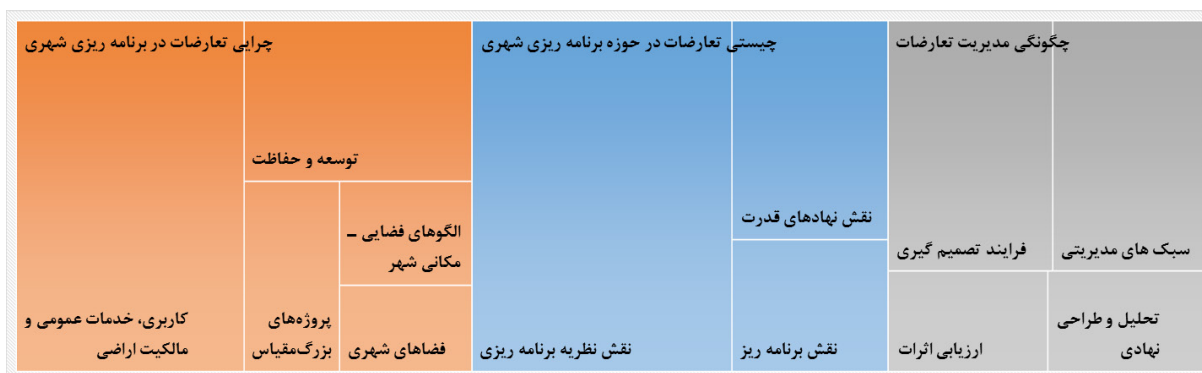 چرایی تعارضات در برنامه ریزی شهری
چیستی تعارضات در حوزه برنامه ریزی شهری
چگونگی مدیریت تعارضات
توسعه و حفاظت
نقش نهادهای قدرت
الگوهای فضایی –
مکانی شهر
فرایند تصمیم گیری
سبک های مدیریتی
کاربری، خدمات عمومی و
مالکیت اراضی
پروژه‌های
بزرگ‌مقیاس
فضاهای شهری
نقش نظریه برنامه ریزی
نقش برنامه ریز
ارزیابی اثرات
تحلیل و طراحی
نهادی